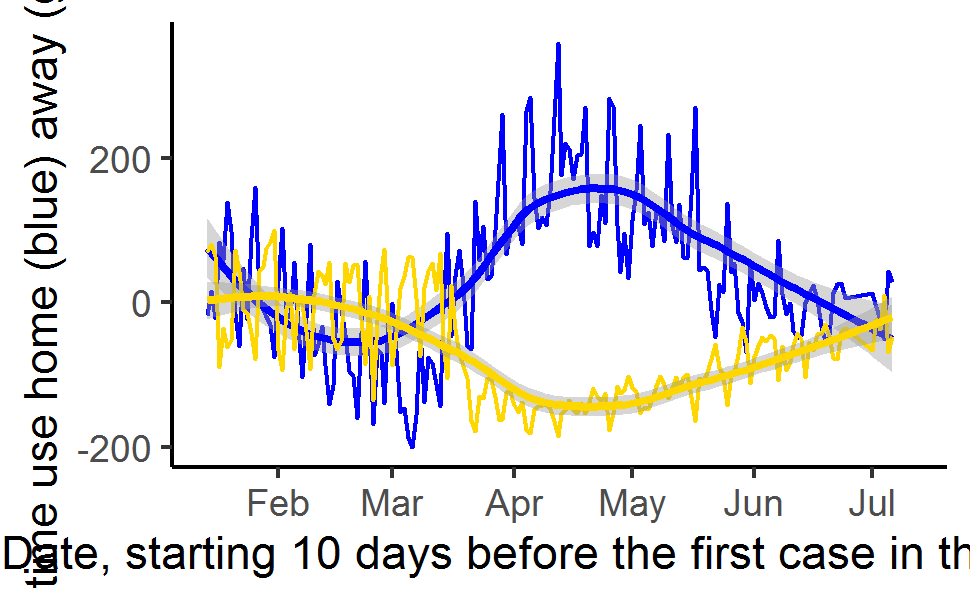 time use home (blue) away (
200
0
-200
Feb Mar Apr May Jun Jul
Date, starting 10 days before the first case in th